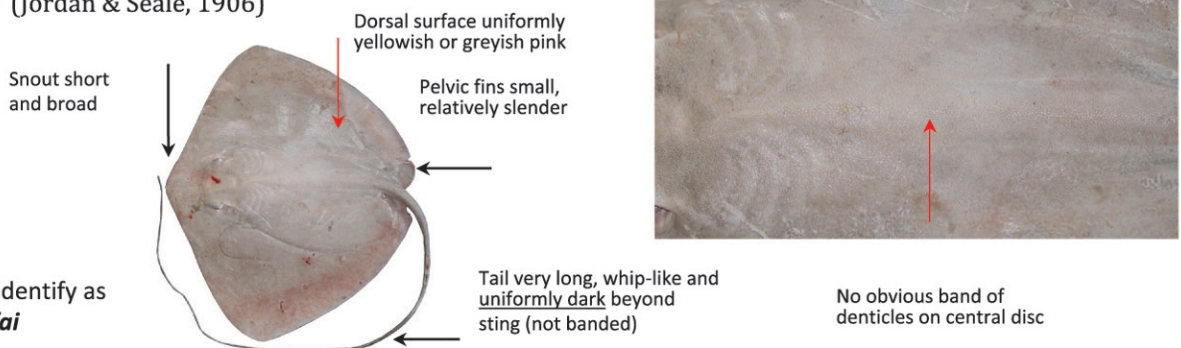 (Jordan & Seale, 1906)
Dorsal surface uniformly
yellowish or greyish pink
Snout short
and broad
Pelvic fins small,
relatively slender
Tail very long, whip-like and
uniformly dark beyond
sting (not banded)
dentify as
ai
No obvious band of
denticles on central disc